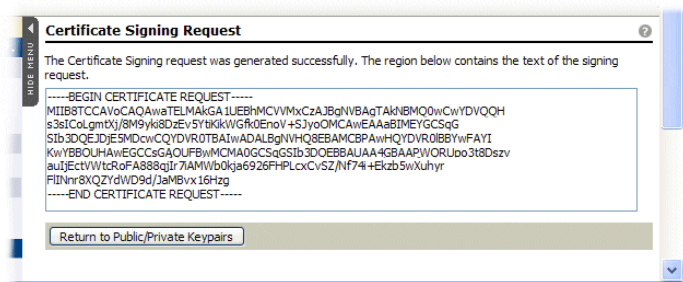 Certificate Signing Request
?
HIDE MENU
The Certificate Signing request was generated successfully. The region below contains the text of the signing
request.
-----BEGIN CERTIFICATE REQUEST-----
MIIB8TCCAVoCAQAwaTELMAkGA1UEBhMCVVMxCzAJBgNVBAgTAkNBMQ0wCwYDVQQH
s3sICoLgmtXj/8M9yki8DzEv5YtiKikWGfk0EnoV+SJyoOMCAwEAAaBIMEYGCSqG
SIb3DQEJDjE5MDcwCQYDVR0TBAIwADALBgNVHQ8EBAMCBPAwHQYDVR0lBBYwFAYI
KwYBBQUHAwEGCCsGAQUFBwMCMA0GCSqGSIb3DQEBBAUAA4GBAAP,WORUpo3t8Dszv
auIjEctVWtcRoFA888qjIr7iAMWb0kja6926FHPLcxCvSZ/Nf74i+Ekzb5wXuhyr
FlINnr8XQZYdWD9d/JaMBvx16Hzg
-----END CERTIFICATE REQUEST-----
Return to Public/Private Keypairs